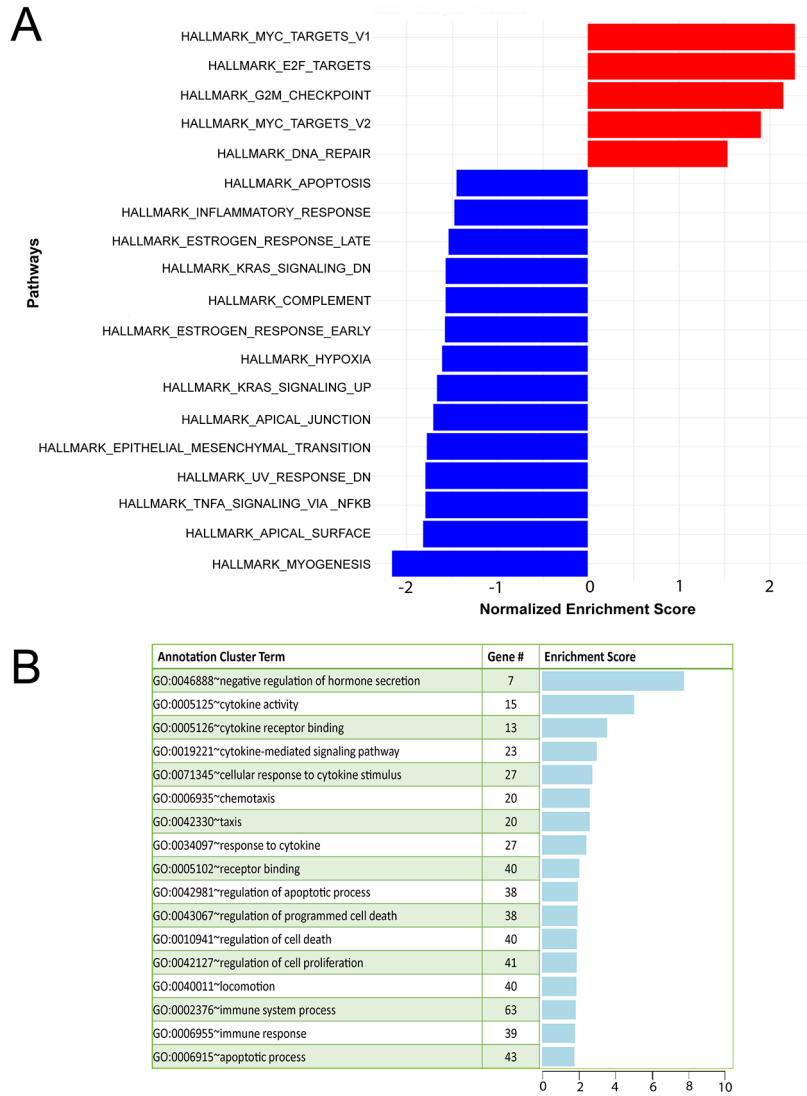 A
HALLMARK_MYC_TARGETS_V1
HALLMARK_E2F_TARGETS
HALLMARK_G2M_CHECKPOINT
HALLMARK_MYC_TARGETS_V2
HALLMARK_DNA_REPAIR
HALLMARK_APOPTOSIS
HALLMARK_INFLAMMATORY_RESPONSE
HALLMARK_ESTROGEN_RESPONSE_LATE
HALLMARK_KRAS_SIGNALING_DN
HALLMARK_COMPLEMENT
HALLMARK_ESTROGEN_RESPONSE_EARLY
HALLMARK_HYPOXIA
HALLMARK_KRAS_SIGNALING_UP
HALLMARK_APICAL_JUNCTION
HALLMARK_EPITHELIAL_MESENCHYMAL_TRANSITION
HALLMARK_UV_RESPONSE_DN
HALLMARK_TNFA_SIGNALING_VIA _NFKB
HALLMARK_APICAL_SURFACE
HALLMARK_MYOGENESIS
Pathways
-2 -1 0 1 2
Normalized Enrichment Score
B
Annotation Cluster Term Gene # Enrichment Score
GO:0046888~negative regulation of hormone secretion 7
GO:0005125~cytokine activity 15
GO:0005126~cytokine receptor binding 13
GO:0019221~cytokine-mediated signaling pathway 23
GO:0071345~cellular response to cytokine stimulus 27
GO:0006935~chemotaxis 20
GO:0042330~taxis 20
GO:0034097~response to cytokine 27
GO:0005102~receptor binding 40
GO:0042981~regulation of apoptotic process 38
GO:0043067~regulation of programmed cell death 38
GO:0010941~regulation of cell death 40
GO:0042127~regulation of cell proliferation 41
GO:0040011~locomotion 40
GO:0002376~immune system process 63
GO:0006955~immune response 39
GO:0006915~apoptotic process 43
0 2 4 6 8 10